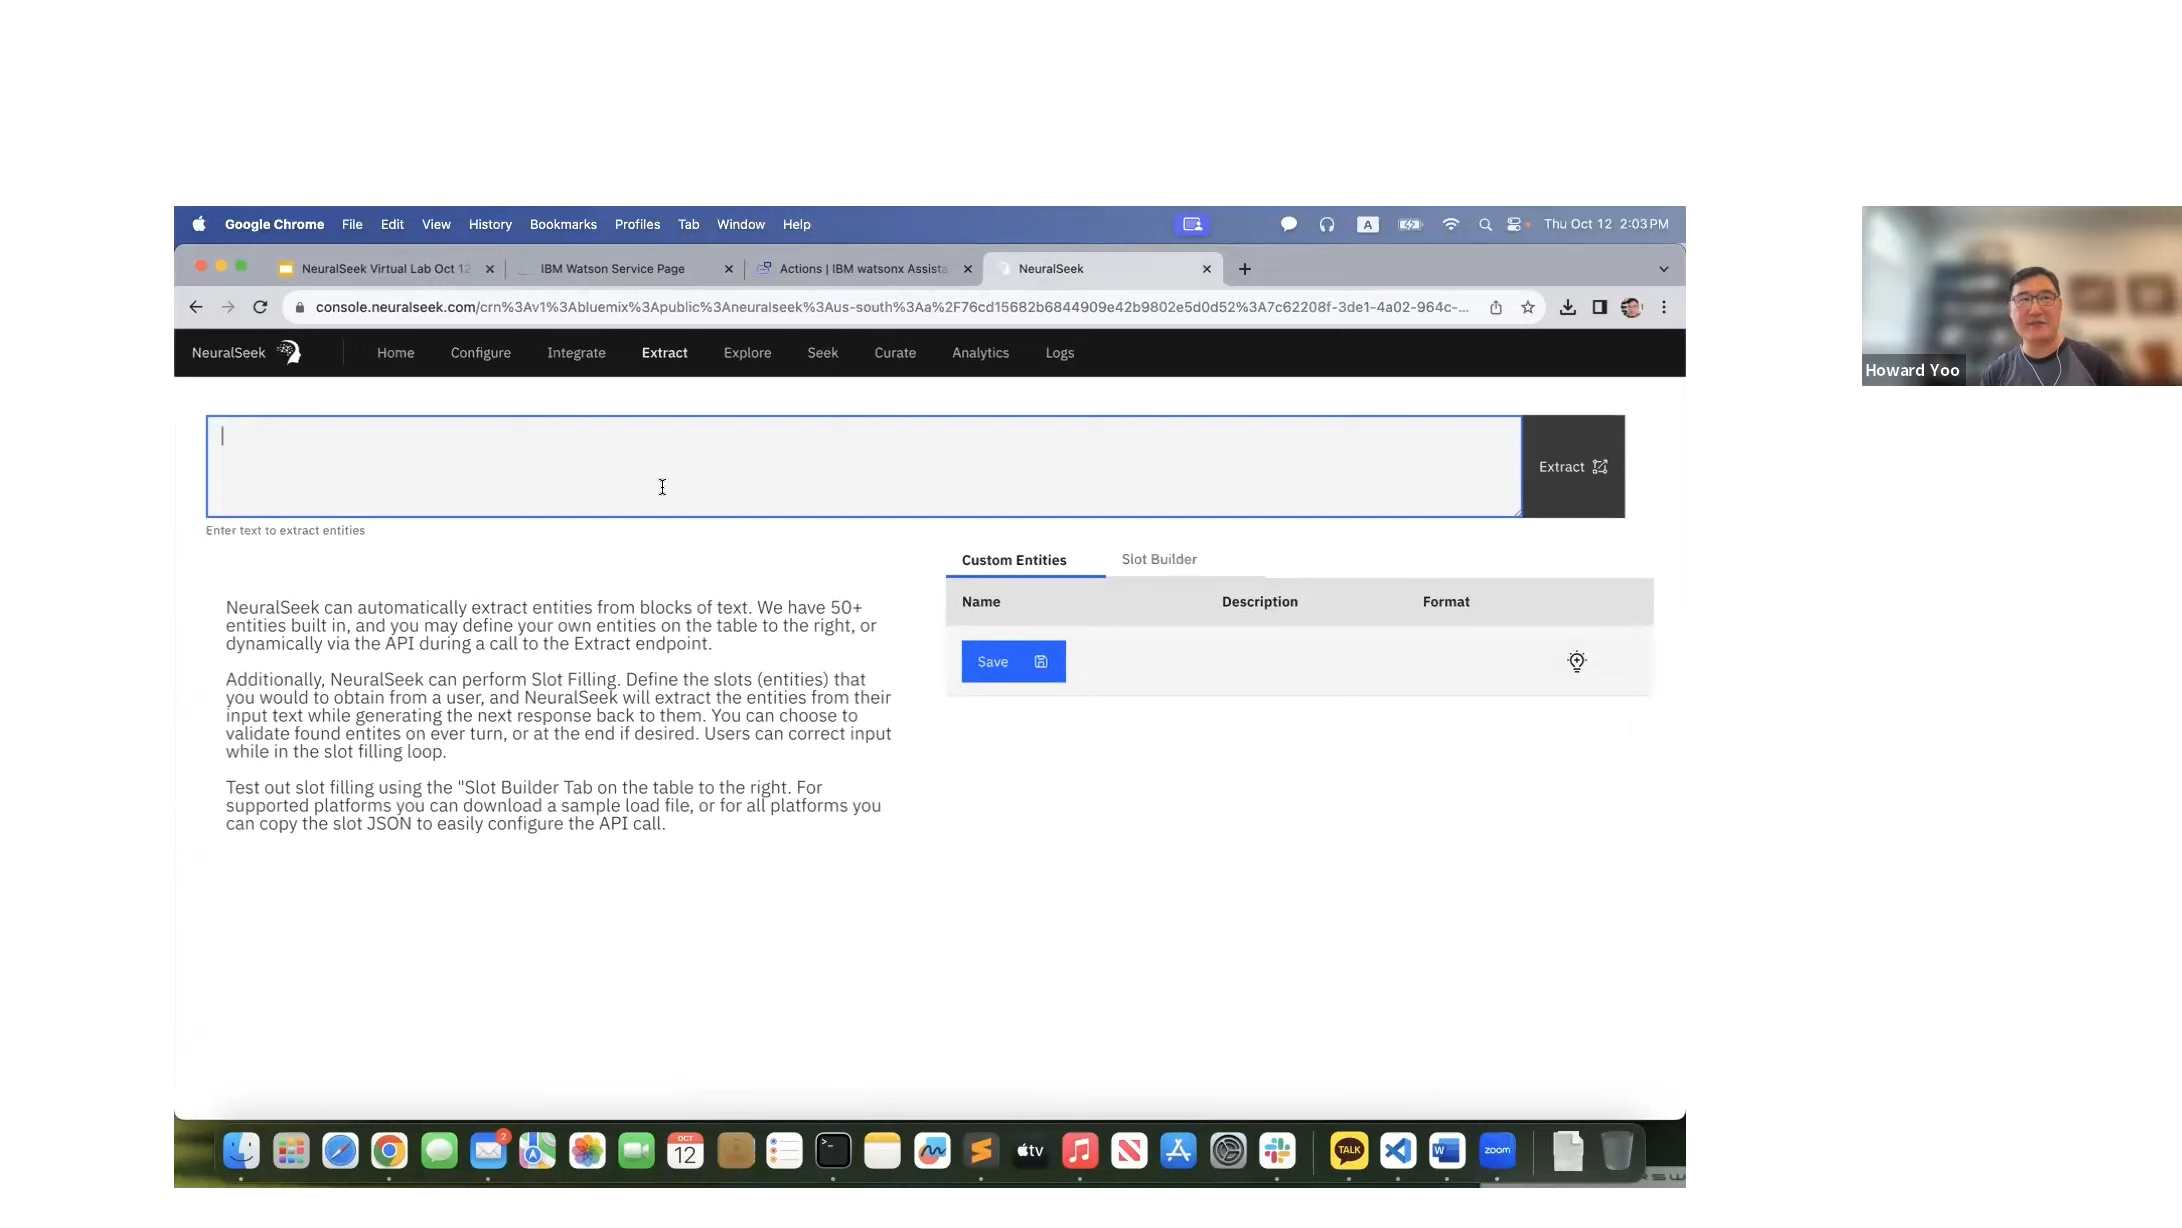 Google Chrome File Edit View History Bookmarks Profiles Tab Window Help A Thu Oct 12 2:03 PM
NeuralSeek Virtual Lab Oct 12 IBM Watson Service Page Actions | IBM watsonx Assista NeuralSeek
console.neuralseek.com/crn%3Av1%3Abluemix%3Apublic%3Aneuralseek%3Aus-south%3Aa%2F76cd15682b6844909e42b9802e5d0d52%3A7c62208f-3de1-4a02-964c-...
NeuralSeek Home Configure Integrate Extract Explore Seek Curate Analytics Logs
Howard Yoo
Extract
Enter text to extract entities
Custom Entities Slot Builder
Name Description Format
Save
NeuralSeek can automatically extract entities from blocks of text. We have 50+
entities built in, and you may define your own entities on the table to the right, or
dynamically via the API during a call to the Extract endpoint.
Additionally, NeuralSeek can perform Slot Filling. Define the slots (entities) that
you would to obtain from a user, and NeuralSeek will extract the entities from their
input text while generating the next response back to them. You can choose to
validate found entites on ever turn, or at the end if desired. Users can correct input
while in the slot filling loop.
Test out slot filling using the "Slot Builder Tab on the table to the right. For
supported platforms you can download a sample load file, or for all platforms you
can copy the slot JSON to easily configure the API call.
2 OCT 12 tv TALK W zoom